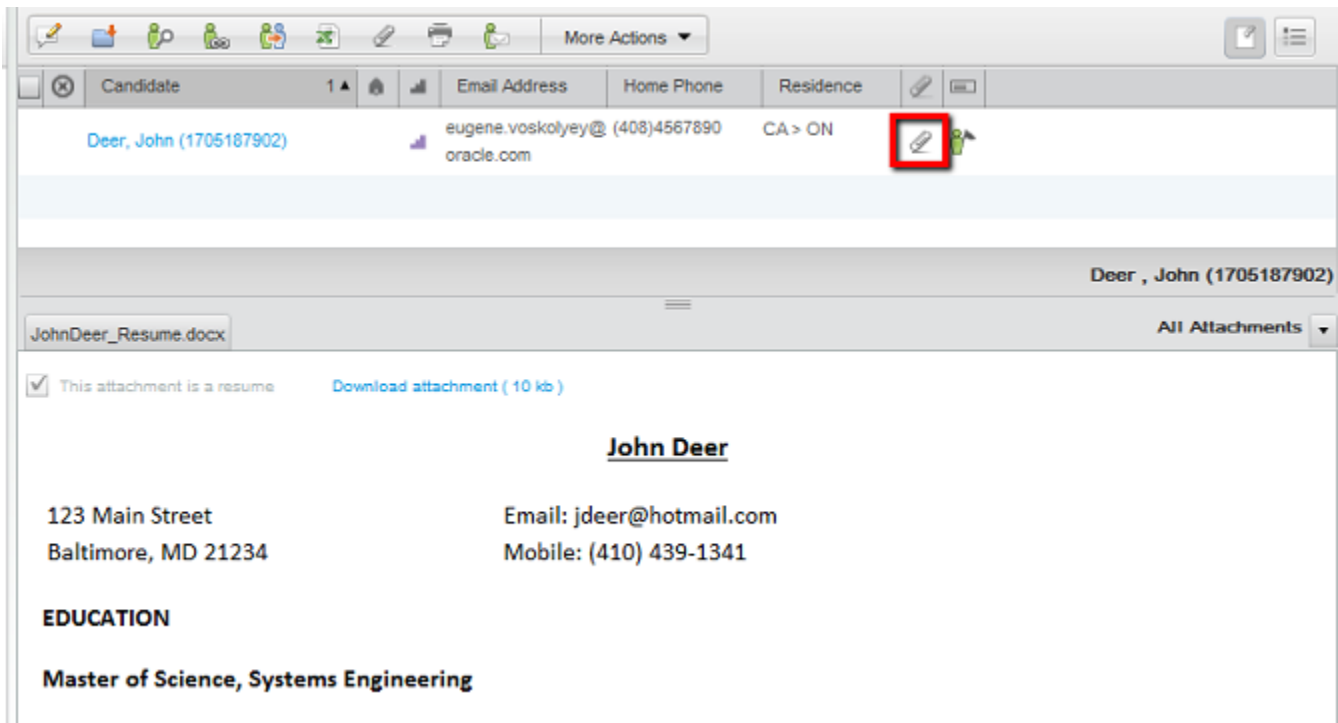 More Actions
Candidate 1 Email Address Home Phone Residence
Deer, John (1705187902) eugene.voskolyey@ (408)4567890 CA > ON
oracle.com
Deer , John (1705187902)
JohnDeer_Resume.docx All Attachments
This attachment is a resume Download attachment ( 10 kb )
John Deer
123 Main Street Email: jdeer@hotmail.com
Baltimore, MD 21234 Mobile: (410) 439-1341
EDUCATION
Master of Science, Systems Engineering